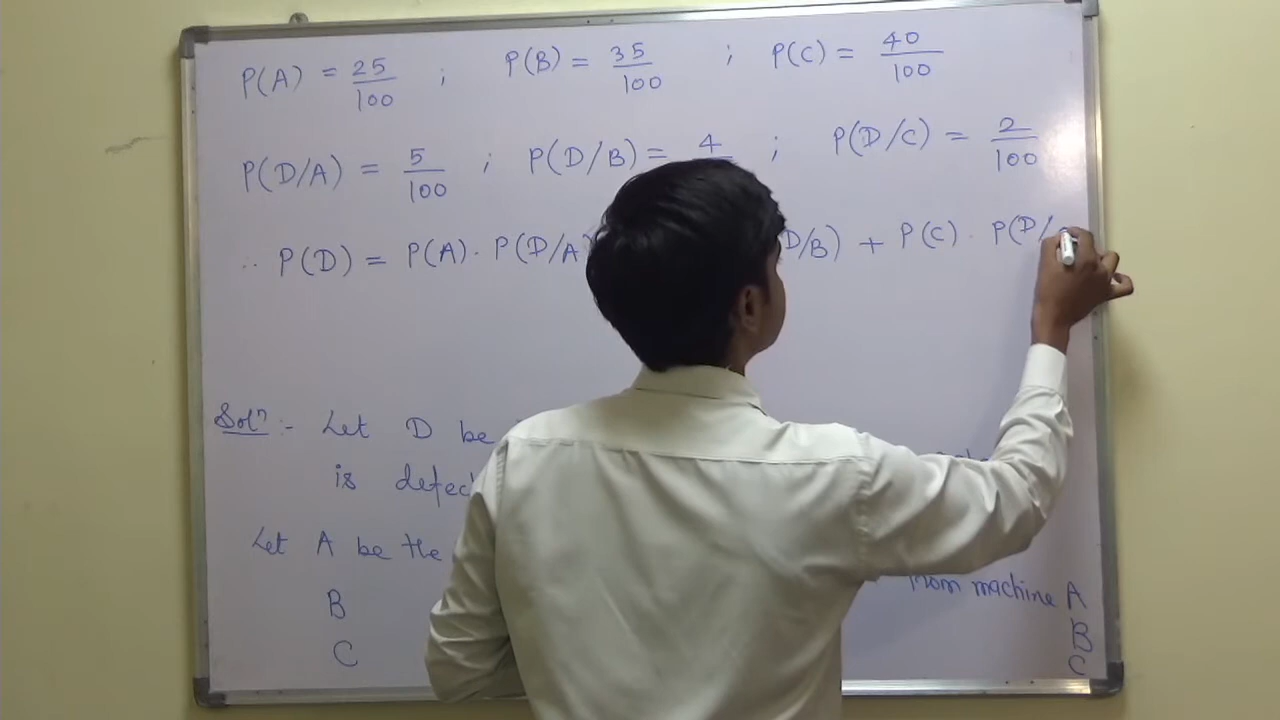 P(A) = 25/100 ; P(B) = 35/100 ; P(C) = 40/100
P(D/A) = 5/100 ; P(D/B) = 4 ; P(D/C) = 2/100
∴ P(D) = P(A) . P(D/A) D/B) + P(C) . P(D/
Solⁿ :- Let D be
is defec
Let A be the from machine A
B B
C C